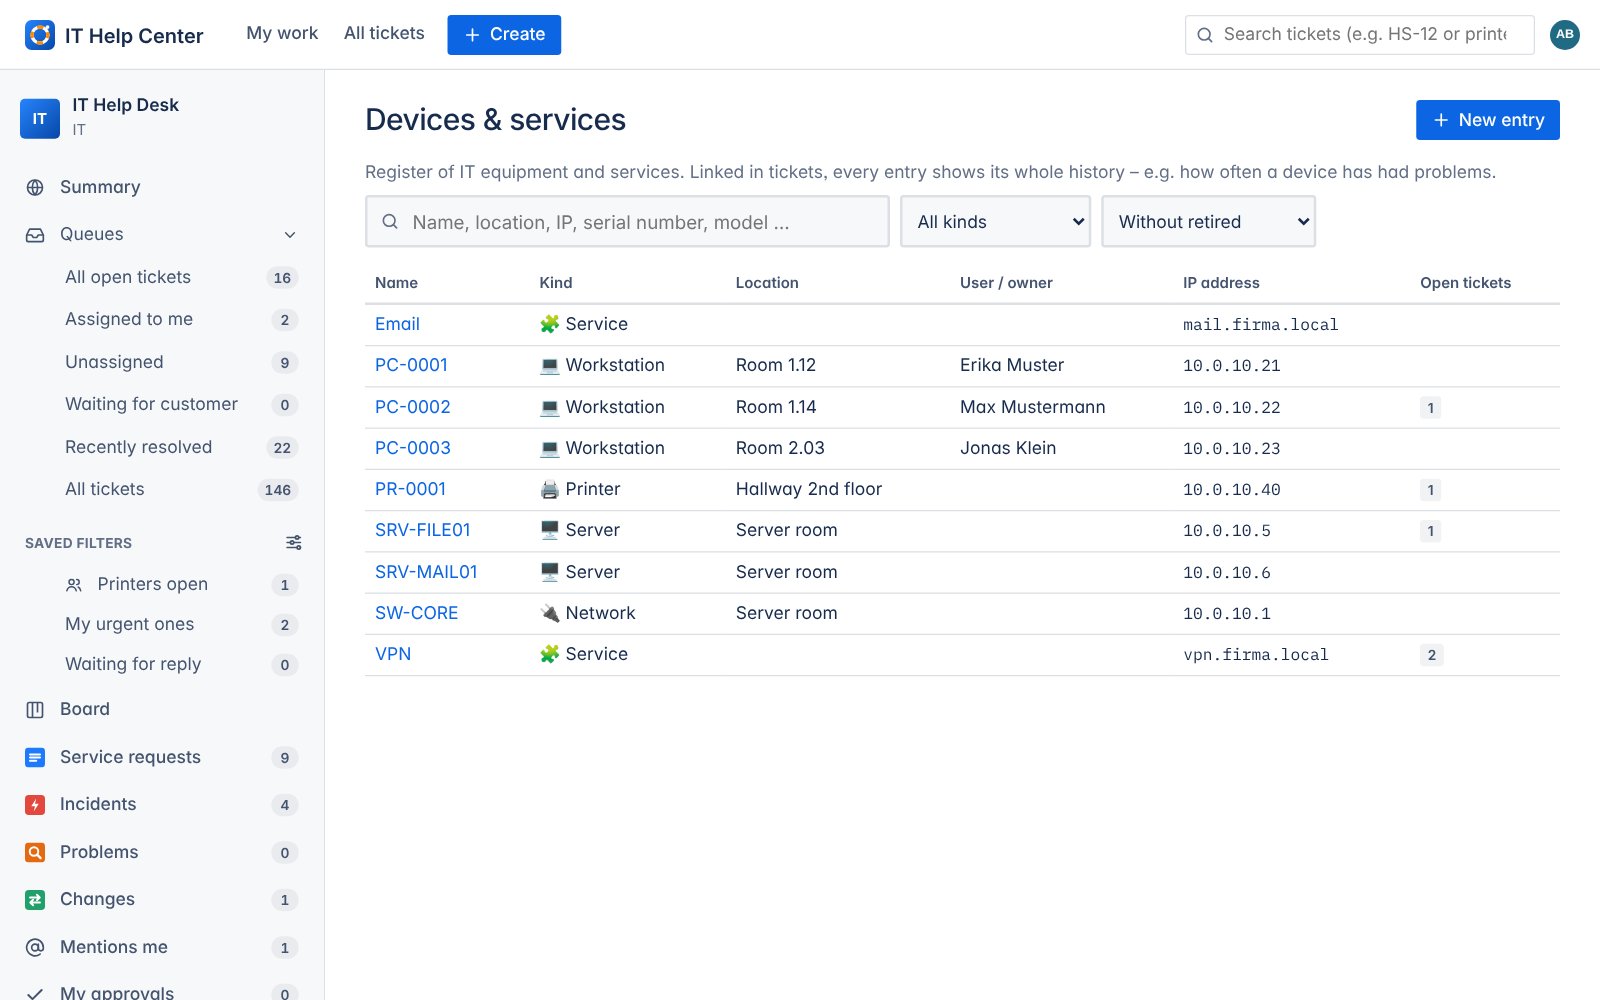 IT Help Center
My work
All tickets
Create
Search tickets (e.g. HS-12 or printe
AB
IT
IT Help Desk
IT
Summary
Queues
All open tickets 16
Assigned to me 2
Unassigned 9
Waiting for customer 0
Recently resolved 22
All tickets 146
SAVED FILTERS
Printers open 1
My urgent ones 2
Waiting for reply 0
Board
Service requests 9
Incidents 4
Problems 0
Changes 1
Mentions me 1
My approvals 0
Devices & services
New entry
Register of IT equipment and services. Linked in tickets, every entry shows its whole history – e.g. how often a device has had problems.
Name, location, IP, serial number, model ...
All kinds
Without retired
Name Kind Location User / owner IP address Open tickets
Email Service mail.firma.local
PC-0001 Workstation Room 1.12 Erika Muster 10.0.10.21
PC-0002 Workstation Room 1.14 Max Mustermann 10.0.10.22 1
PC-0003 Workstation Room 2.03 Jonas Klein 10.0.10.23
PR-0001 Printer Hallway 2nd floor 10.0.10.40 1
SRV-FILE01 Server Server room 10.0.10.5 1
SRV-MAIL01 Server Server room 10.0.10.6
SW-CORE Network Server room 10.0.10.1
VPN Service vpn.firma.local 2